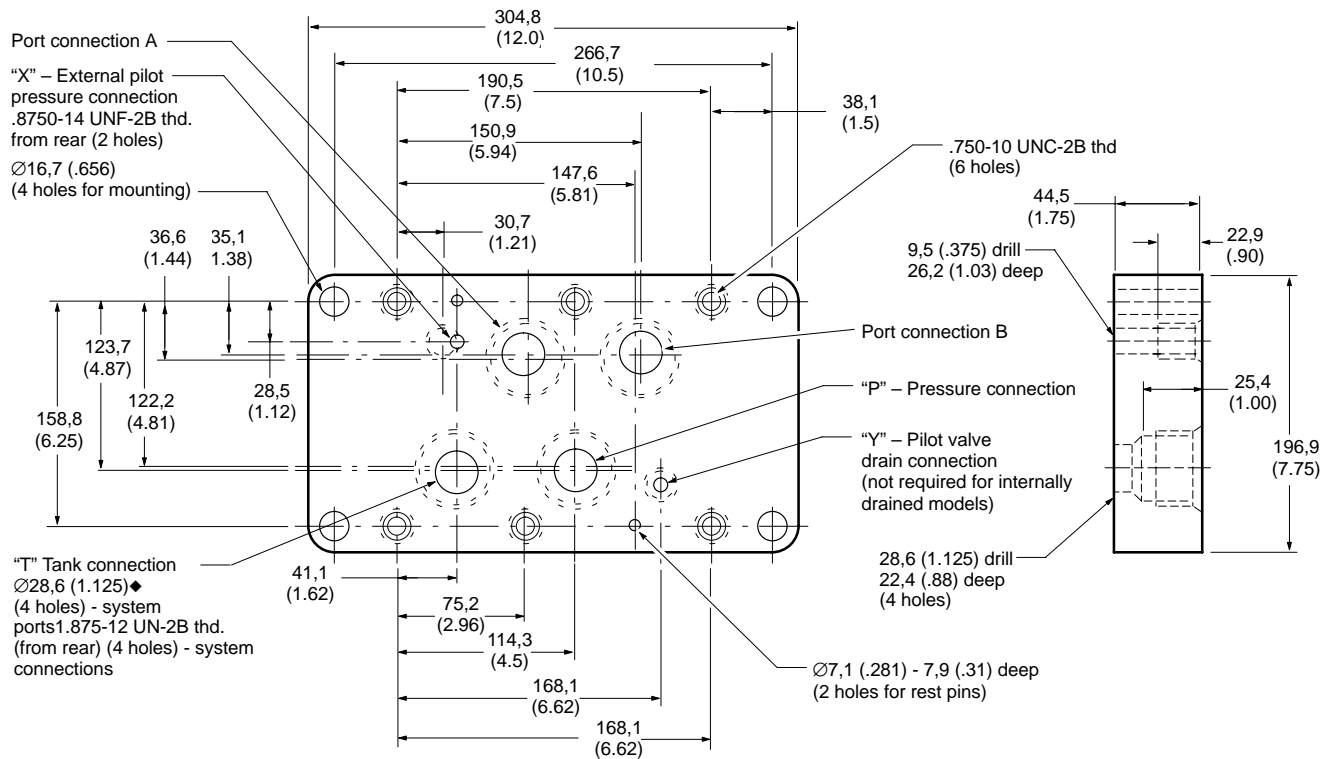 304,8
(12.0)
Port connection A
266,7
(10.5)
“X” – External pilot
pressure connection
.8750-14 UNF-2B thd.
from rear (2 holes)
190,5
(7.5)
38,1
(1.5)
150,9
(5.94)
.750-10 UNC-2B thd
(6 holes)
∅16,7 (.656)
(4 holes for mounting)
147,6
(5.81)
44,5
(1.75)
30,7
(1.21)
36,6
(1.44)
35,1
1.38)
22,9
(.90)
9,5 (.375) drill
26,2 (1.03) deep
Port connection B
123,7
(4.87)
28,5
(1.12)
“P” – Pressure connection
25,4
(1.00)
122,2
(4.81)
158,8
(6.25)
“Y” – Pilot valve
drain connection
(not required for internally
drained models)
196,9
(7.75)
“T” Tank connection
∅28,6 (1.125)◆
(4 holes) - system
ports1.875-12 UN-2B thd.
(from rear) (4 holes) - system
connections
28,6 (1.125) drill
22,4 (.88) deep
(4 holes)
41,1
(1.62)
75,2
(2.96)
114,3
(4.5)
∅7,1 (.281) - 7,9 (.31) deep
(2 holes for rest pins)
168,1
(6.62)
168,1
(6.62)